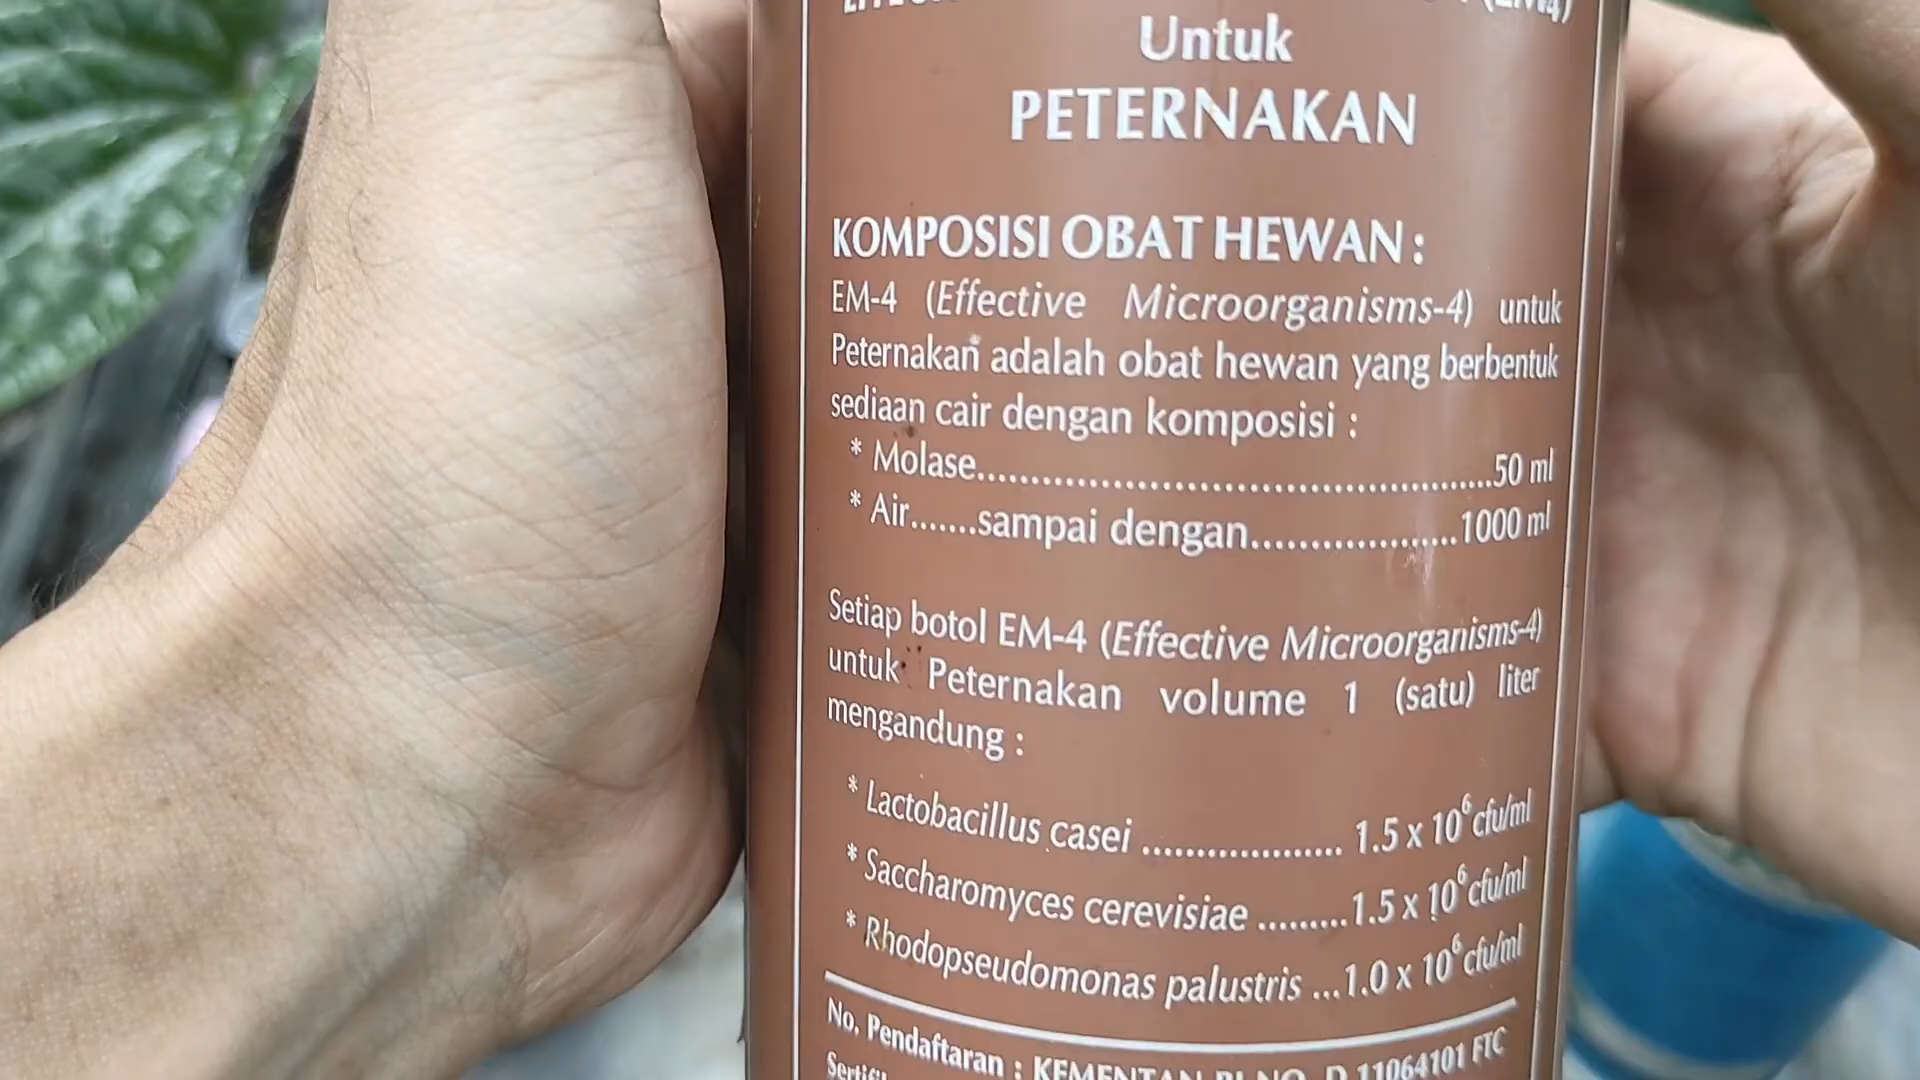 (EM4)
Untuk
PETERNAKAN
KOMPOSISI OBAT HEWAN :
EM-4 (Effective Microorganisms-4) untuk
Peternakan adalah obat hewan yang berbentuk
sediaan cair dengan komposisi :
* Molase..............................................50 ml
* Air.......sampai dengan...................1000 ml
Setiap botol EM-4 (Effective Microorganisms-4)
untuk Peternakan volume 1 (satu) liter
mengandung :
* Lactobacillus casei ................... 1.5 x 10⁶ cfu/ml
* Saccharomyces cerevisiae .........1.5 x 10⁶ cfu/ml
* Rhodopseudomonas palustris ...1.0 x 10⁶ cfu/ml
No. Pendaftaran : KEMENTAN RI NO. D 11064101 FTC